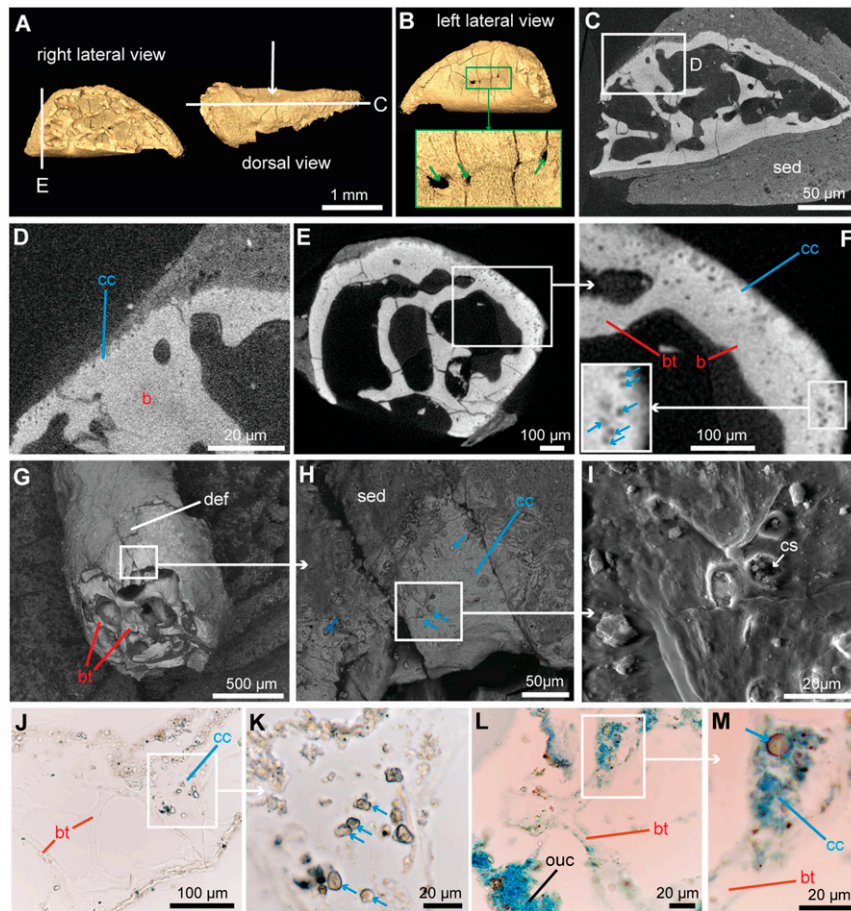 A
right lateral view
E
C
dorsal view
1 mm
B
left lateral view
C
D
sed
50 µm
D
cc
b
20 µm
E
100 µm
F
cc
bt
b
100 µm
G
def
bt
500 µm
H
sed
cc
50µm
I
cs
20µm
J
cc
bt
100 µm
K
20 µm
L
bt
ouc
20 µm
M
cc
bt
20 µm